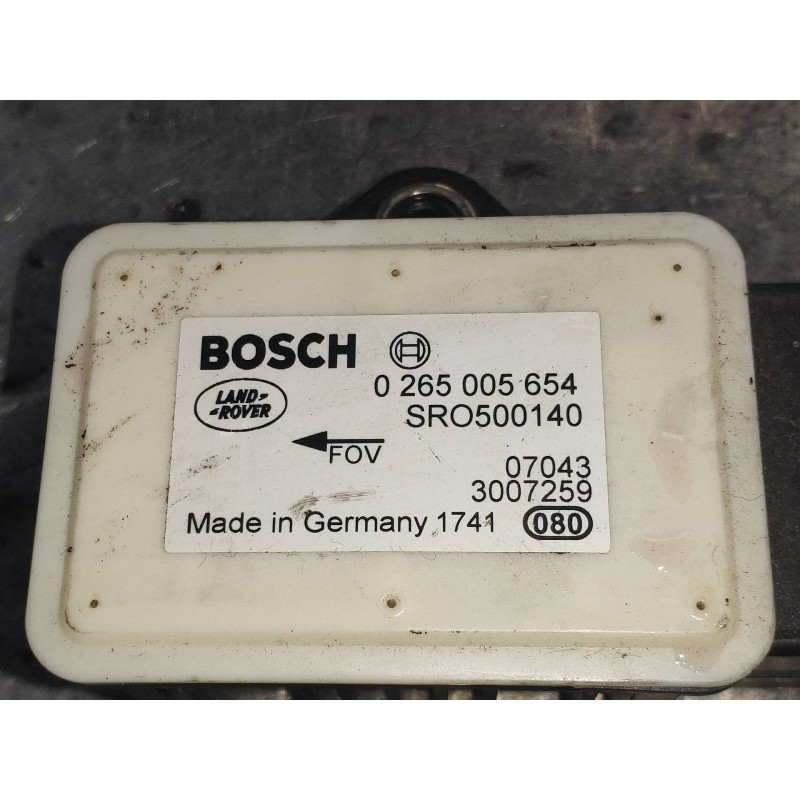 BOSCH
0 265 005 654
LAND
ROVER
SRO500140
FOV
07043
3007259
Made in Germany 1741 080